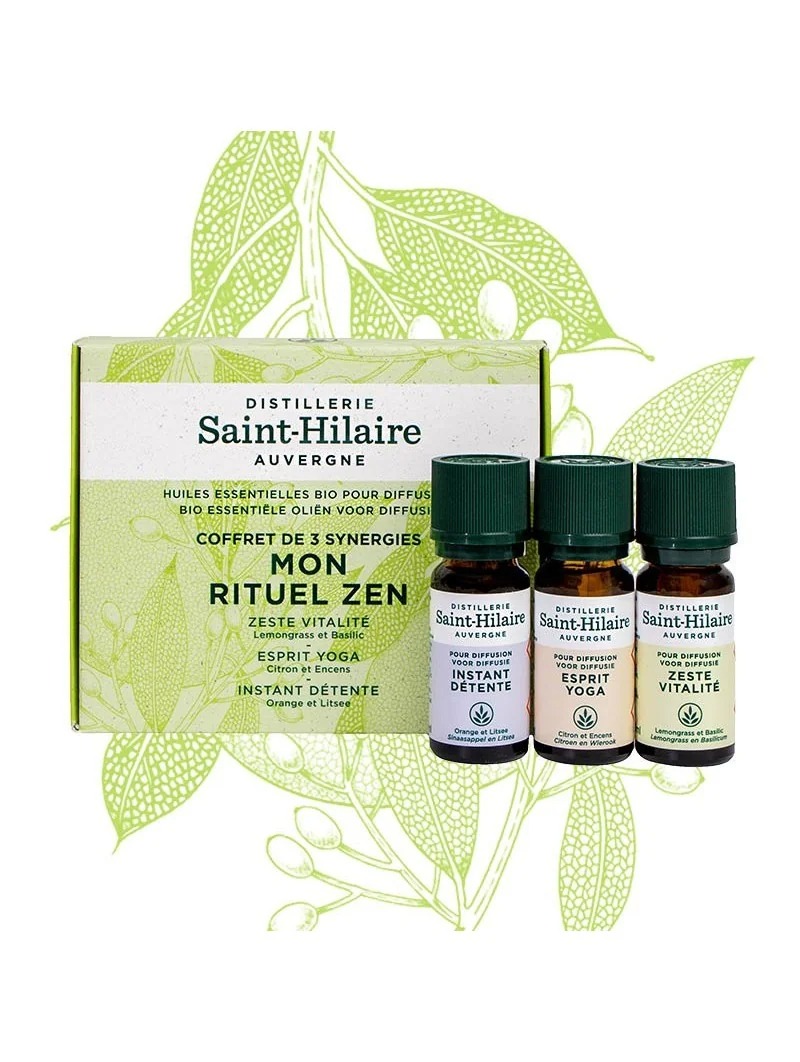 DISTILLERIE
Saint-Hilaire
AUVERGNE
HUILES ESSENTIELLES BIO POUR
BIO ESSENTIËLE OLIËN VOOR
COFFRET DE 3 SYNERGIES
MON
RITUEL ZEN
ZESTE VITALITÉ
Lemongrass et Basilic
-
ESPRIT YOGA
Citron et Encens
-
INSTANT DÉTENTE
Orange et Litsee
DISTILLERIE
Saint-Hilaire
AUVERGNE
POUR DIFFUSION
VOOR DIFFUSIE
INSTANT
DÉTENTE
Orange et Litsee
Sinaasappel en Litsea
DISTILLERIE
Saint-Hilaire
AUVERGNE
POUR DIFFUSION
VOOR DIFFUSIE
ESPRIT
YOGA
Citron et Encens
Citroen en Wierook
DISTILLERIE
Saint-Hilaire
AUVERGNE
POUR DIFFUSION
VOOR DIFFUSIE
ZESTE
VITALITÉ
Lemongrass et Basilic
Lemongrass en Basilicum